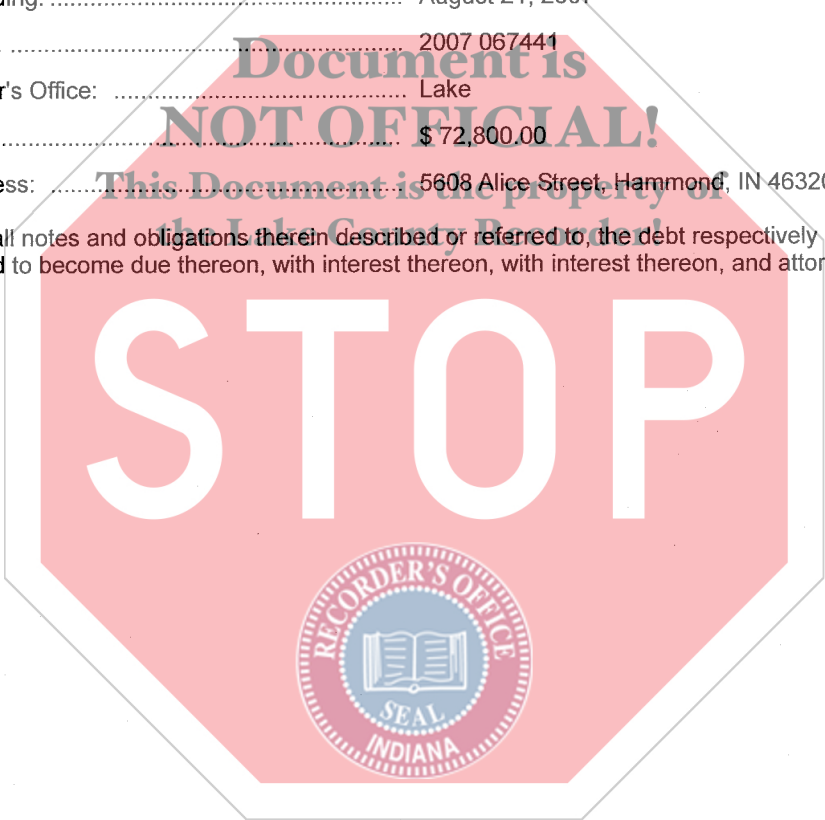 August 21, 2007
2007 067441
Document is
r's Office: Lake
NOT OFFICIAL!
$ 72,800.00
ess: 5608 Alice Street, Hammond, IN 46320
This Document is the property of
the Lake County Recorder!
ll notes and obligations therein described or referred to, the debt respectively
d to become due thereon, with interest thereon, with interest thereon, and attor
STOP
RECORDER'S OFFICE
SEAL
INDIANA